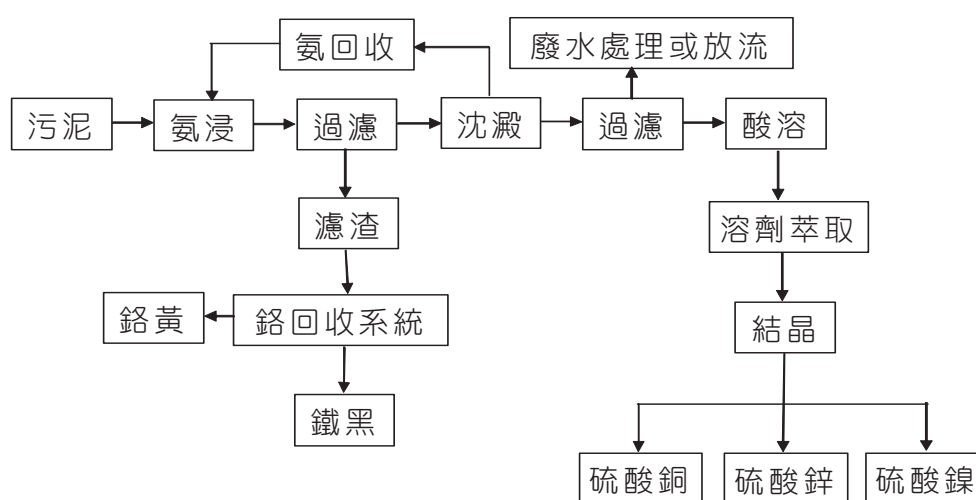 氨回收
廢水處理或放流
污泥
氨浸
過濾
沈澱
過濾
酸溶
濾渣
溶劑萃取
鉻黃
鉻回收系統
結晶
鐵黑
硫酸銅
硫酸鋅
硫酸鎳